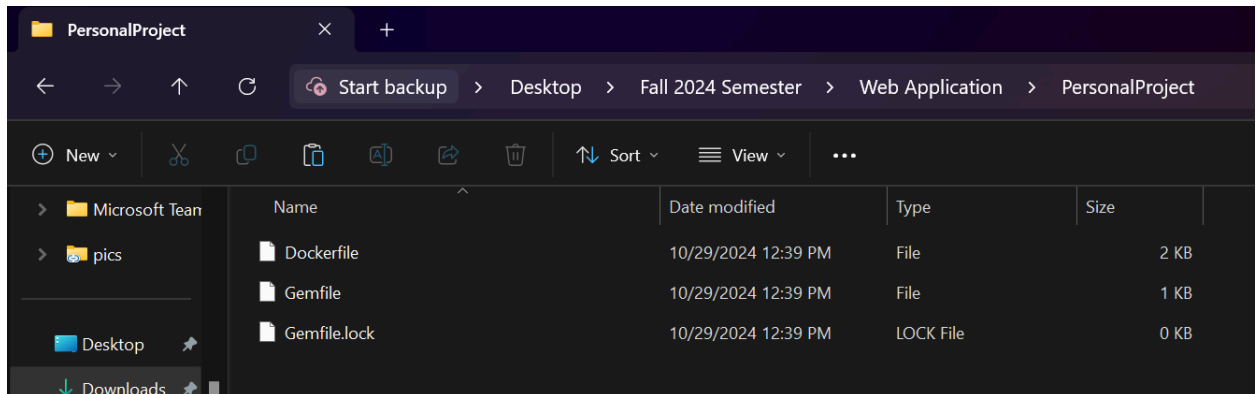 PersonalProject
Start backup > Desktop > Fall 2024 Semester > Web Application > PersonalProject
New Sort View
Microsoft Team
pics
Desktop
Downloads
Name Date modified Type Size
Dockerfile 10/29/2024 12:39 PM File 2 KB
Gemfile 10/29/2024 12:39 PM File 1 KB
Gemfile.lock 10/29/2024 12:39 PM LOCK File 0 KB